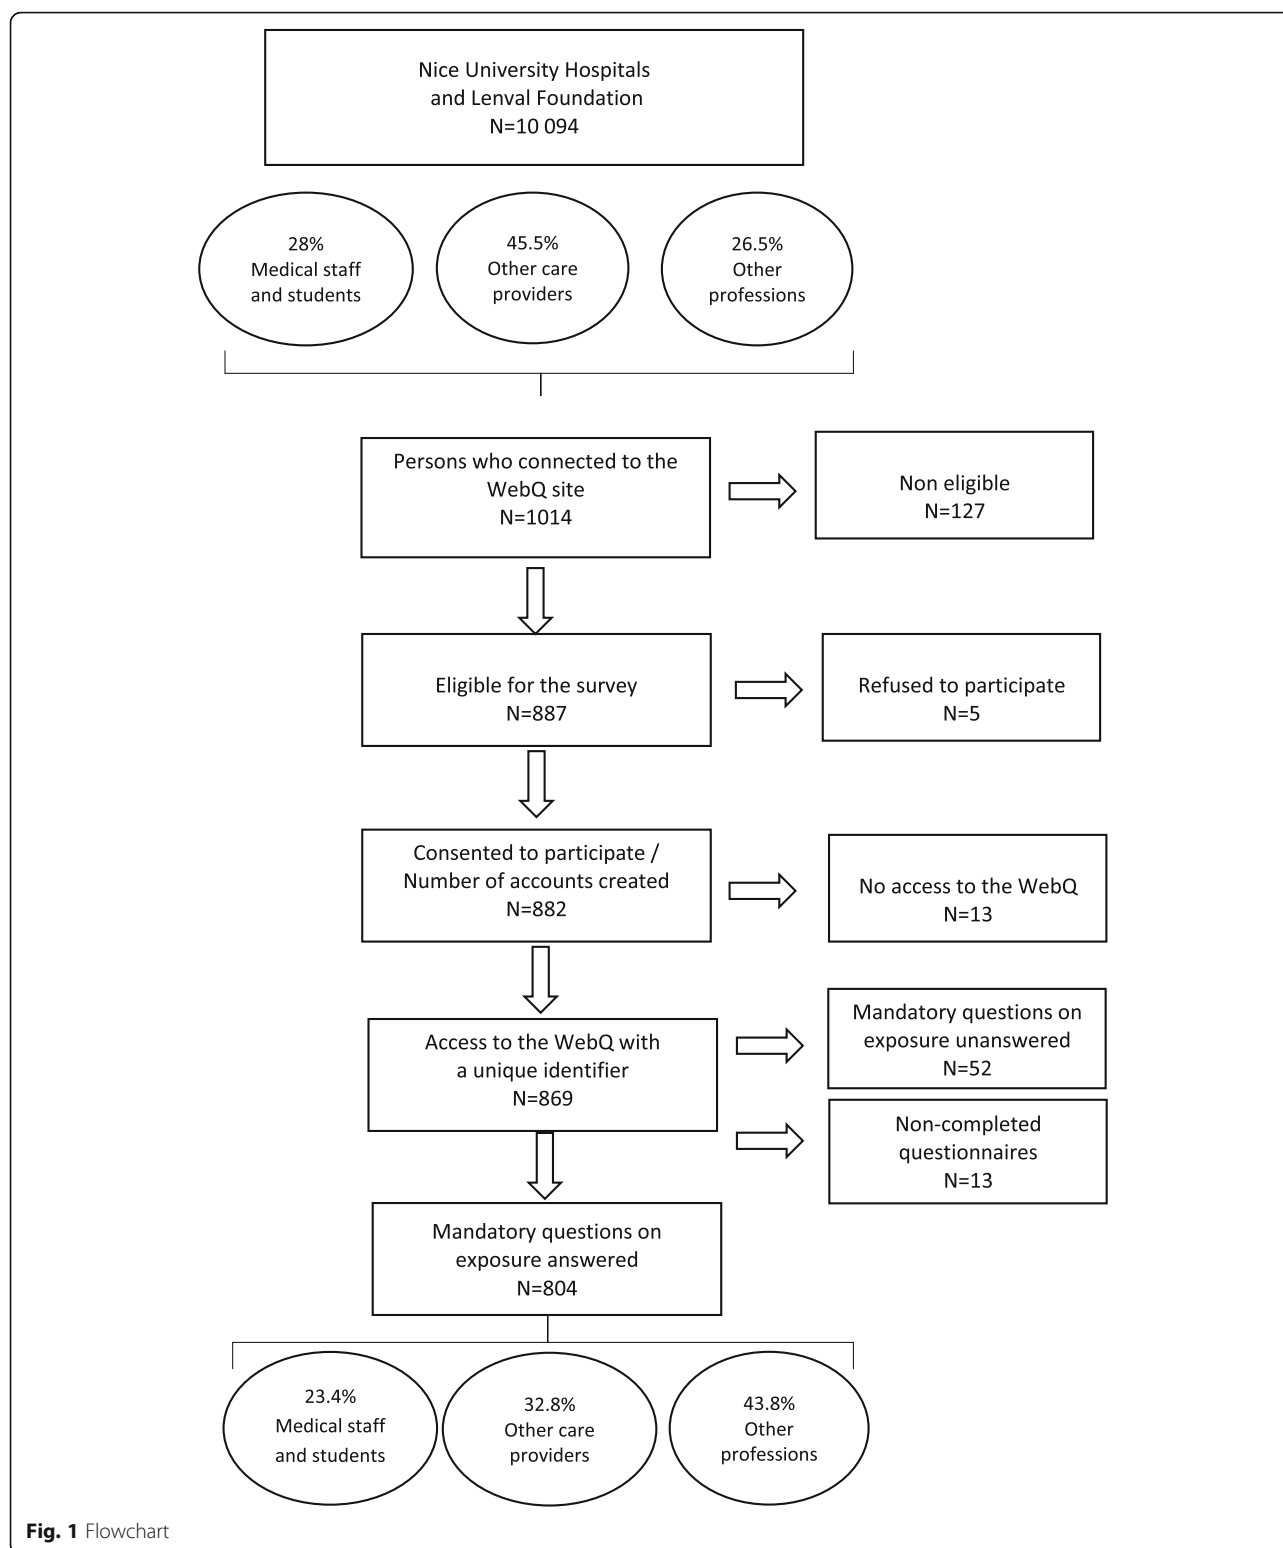 Nice University Hospitals
and Lenval Foundation
N=10 094
28%
Medical staff
and students
45.5%
Other care
providers
26.5%
Other
professions
Persons who connected to the
WebQ site
N=1014
Non eligible
N=127
Eligible for the survey
N=887
Refused to participate
N=5
Consented to participate /
Number of accounts created
N=882
No access to the WebQ
N=13
Access to the WebQ with
a unique identifier
N=869
Mandatory questions on
exposure unanswered
N=52
Non-completed
questionnaires
N=13
Mandatory questions on
exposure answered
N=804
23.4%
Medical staff
and students
32.8%
Other care
providers
43.8%
Other
professions
Fig. 1 Flowchart